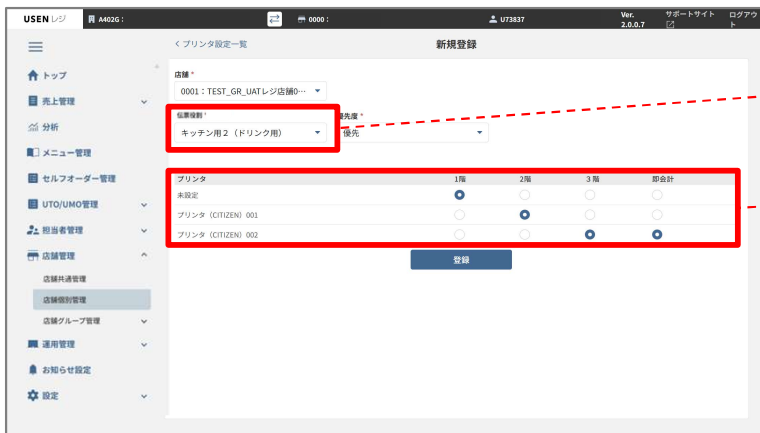 USEN レジ A402G： 0000： U73837 Ver. 2.0.0.7 サポートサイト ログアウト
< プリンタ設定一覧 新規登録
トップ
売上管理
分析
メニュー管理
セルフオーダー管理
UTO/UMO管理
担当者管理
店舗管理
店舗共通管理
店舗個別管理
店舗グループ管理
運用管理
お知らせ設定
設定
店舗 *
0001：TEST_GR_UATレジ店舗0…
伝票役割 * 優先度 *
キッチン用２（ドリンク用） 優先
プリンタ 1階 2階 3 階 即会計
未設定
プリンタ（CITIZEN）001
プリンタ（CITIZEN）002
登録